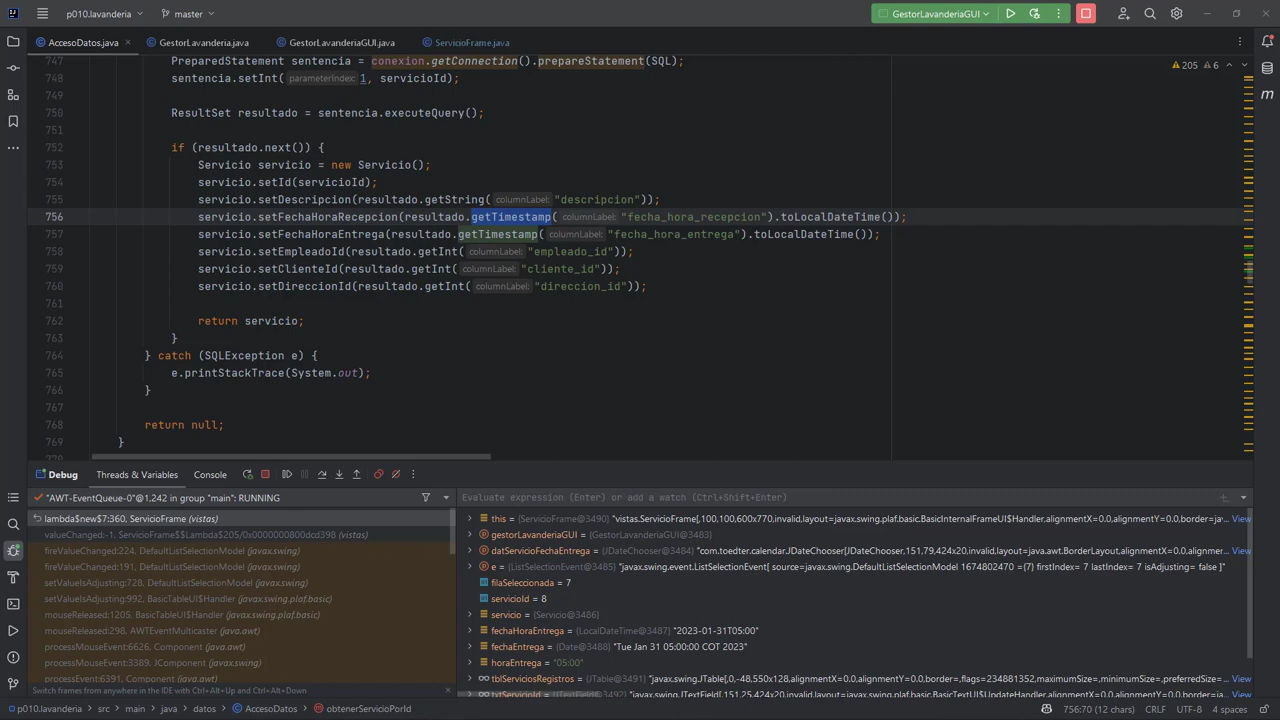 p010.lavanderia
master
GestorLavanderiaGUI
AccesoDatos.java
GestorLavanderia.java
GestorLavanderiaGUI.java
ServicioFrame.java
205 6
747 PreparedStatement sentencia = conexion.getConnection().prepareStatement(SQL);
748 sentencia.setInt( parameterIndex: 1, servicioId);
749
750 ResultSet resultado = sentencia.executeQuery();
751
752 if (resultado.next()) {
753 Servicio servicio = new Servicio();
754 servicio.setId(servicioId);
755 servicio.setDescripcion(resultado.getString( columnLabel: "descripcion"));
756 servicio.setFechaHoraRecepcion(resultado.getTimestamp( columnLabel: "fecha_hora_recepcion").toLocalDateTime());
757 servicio.setFechaHoraEntrega(resultado.getTimestamp( columnLabel: "fecha_hora_entrega").toLocalDateTime());
758 servicio.setEmpleadoId(resultado.getInt( columnLabel: "empleado_id"));
759 servicio.setClienteId(resultado.getInt( columnLabel: "cliente_id"));
760 servicio.setDireccionId(resultado.getInt( columnLabel: "direccion_id"));
761
762 return servicio;
763 }
764 } catch (SQLException e) {
765 e.printStackTrace(System.out);
766 }
767
768 return null;
769 }
Debug
Threads & Variables
Console
"AWT-EventQueue-0"@1,242 in group "main": RUNNING
lambda$new$7:360, ServicioFrame (vistas)
valueChanged:-1, ServicioFrame$$Lambda$205/0x0000000800dcd398 (vistas)
fireValueChanged:224, DefaultListSelectionModel (javax.swing)
fireValueChanged:191, DefaultListSelectionModel (javax.swing)
setValueIsAdjusting:728, DefaultListSelectionModel (javax.swing)
setValueIsAdjusting:992, BasicTableUI$Handler (javax.swing.plaf.basic)
mouseReleased:1205, BasicTableUI$Handler (javax.swing.plaf.basic)
mouseReleased:298, AWTEventMulticaster (java.awt)
processMouseEvent:6626, Component (java.awt)
processMouseEvent:3389, JComponent (javax.swing)
processEvent:6391, Component (java.awt)
Switch frames from anywhere in the IDE with Ctrl+Alt+Up and Ctrl+Alt+Down
Evaluate expression (Enter) or add a watch (Ctrl+Shift+Enter)
this = {ServicioFrame@3490} "vistas.ServicioFrame[,100,100,600x770,invalid,layout=javax.swing.plaf.basic.BasicInternalFrameUI$Handler,alignmentX=0.0,alignmentY=0.0,border=ja... View
gestorLavanderiaGUI = {GestorLavanderiaGUI@3483}
datServicioFechaEntrega = {JDateChooser@3484} "com.toedter.calendar.JDateChooser[JDateChooser,151,79,424x20,invalid,layout=java.awt.BorderLayout,alignmentX=0.0,alignmentY=0.0,... View
e = {ListSelectionEvent@3485} "javax.swing.event.ListSelectionEvent[ source=javax.swing.DefaultListSelectionModel 1674802470 ={7} firstIndex= 7 lastIndex= 7 isAdjusting= false ]"
filaSeleccionada = 7
servicioId = 8
servicio = {Servicio@3486}
fechaHoraEntrega = {LocalDateTime@3487} "2023-01-31T05:00"
fechaEntrega = {Date@3488} "Tue Jan 31 05:00:00 COT 2023"
horaEntrega = "05:00"
tblServiciosRegistros = {JTable@3491} "javax.swing.JTable[,0,-48,550x128,alignmentX=0.0,alignmentY=0.0,border=,flags=234881352,maximumSize=,minimumSize=,preferredSize=... View
p010.lavanderia
src
main
java
datos
AccesoDatos
obtenerServicioPorId
756:70 (12 chars)
CRLF
UTF-8
4 spaces